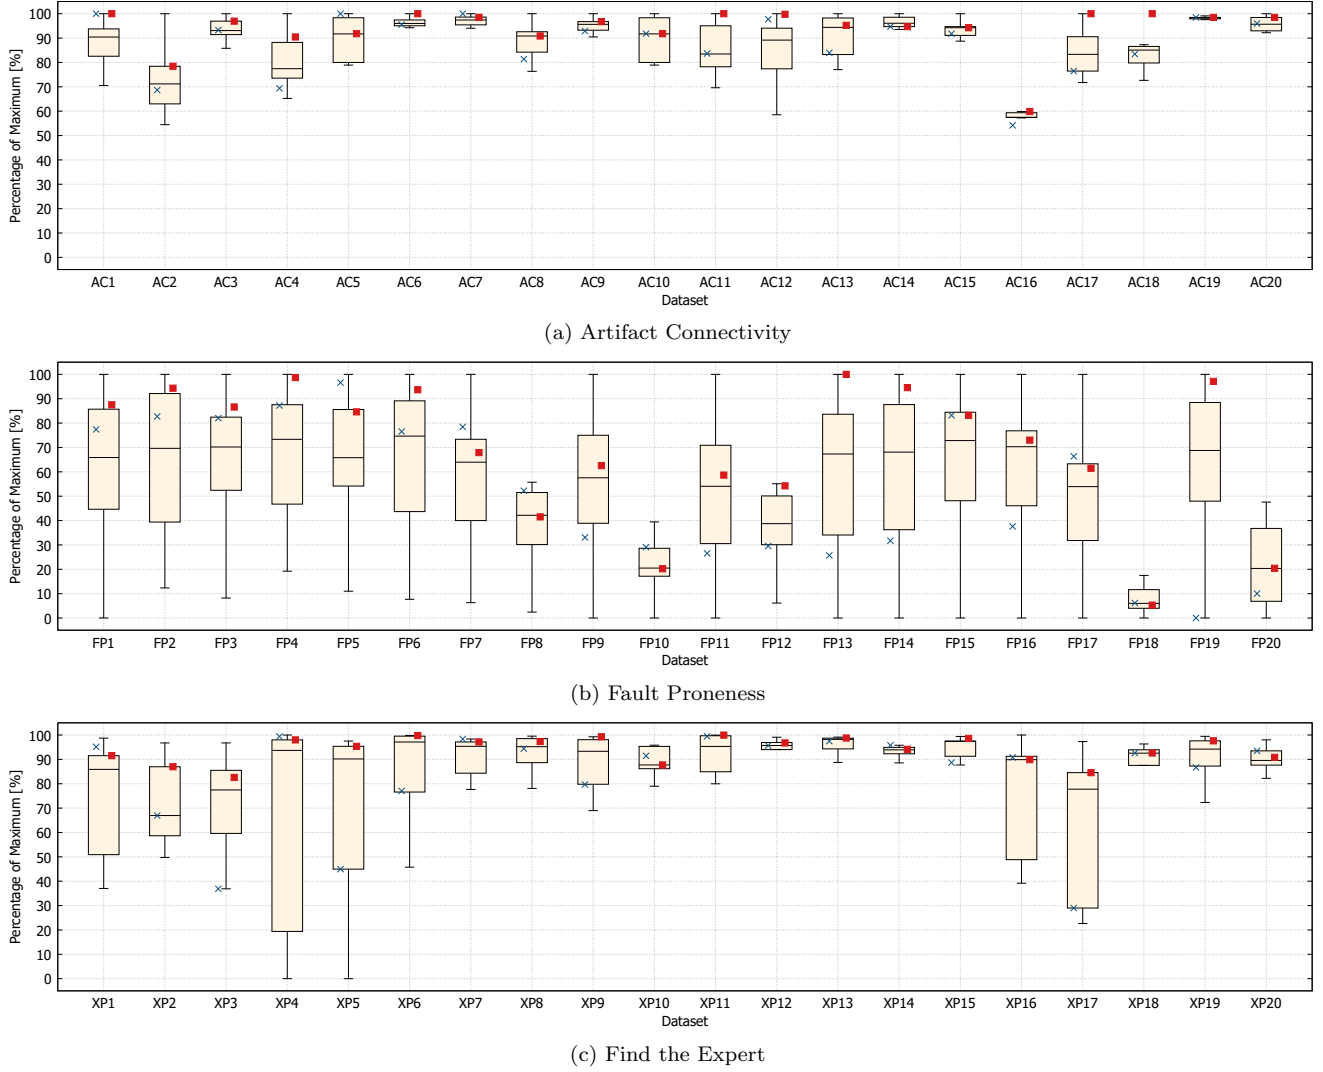 Percentage of Maximum [%]
100
90
80
70
60
50
40
30
20
10
0
AC1 AC2 AC3 AC4 AC5 AC6 AC7 AC8 AC9 AC10 AC11 AC12 AC13 AC14 AC15 AC16 AC17 AC18 AC19 AC20
Dataset
(a) Artifact Connectivity
Percentage of Maximum [%]
100
90
80
70
60
50
40
30
20
10
0
FP1 FP2 FP3 FP4 FP5 FP6 FP7 FP8 FP9 FP10 FP11 FP12 FP13 FP14 FP15 FP16 FP17 FP18 FP19 FP20
Dataset
(b) Fault Proneness
Percentage of Maximum [%]
100
90
80
70
60
50
40
30
20
10
0
XP1 XP2 XP3 XP4 XP5 XP6 XP7 XP8 XP9 XP10 XP11 XP12 XP13 XP14 XP15 XP16 XP17 XP18 XP19 XP20
Dataset
(c) Find the Expert